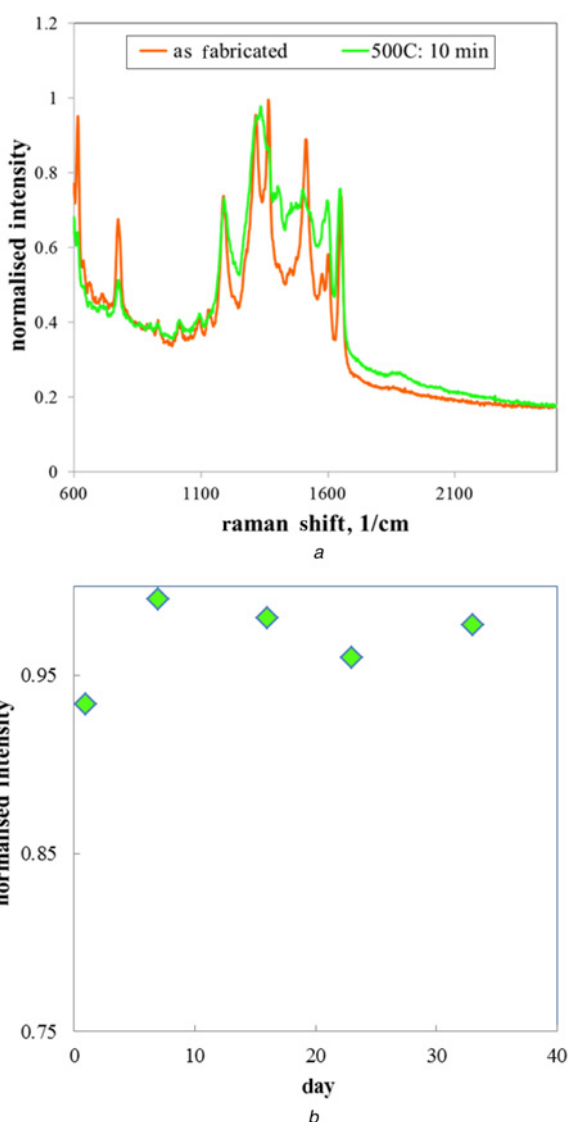 1.2
as fabricated 500C: 10 min
1
0.8
0.6
0.4
0.2
0
normalised intensity
600 1100 1600 2100
raman shift, 1/cm
a
0.95
0.85
0.75
normalised intensity
0 10 20 30 40
day
b